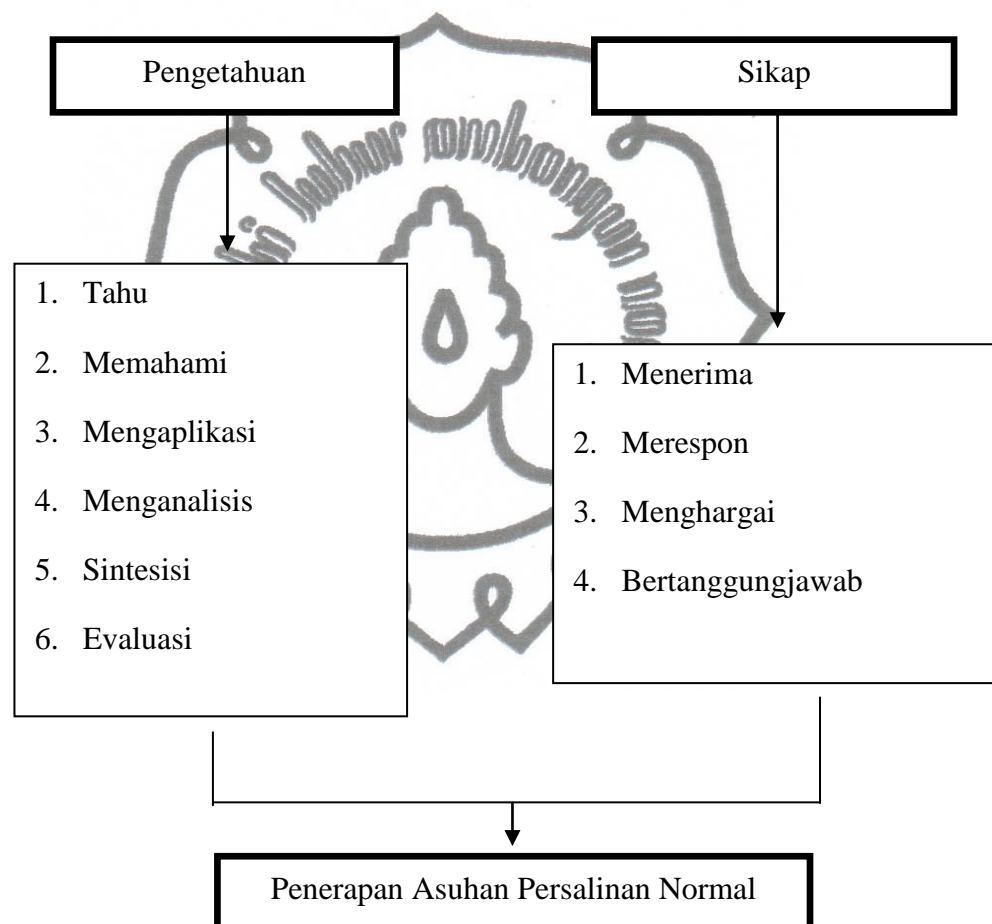 Pengetahuan
Sikap
1. Tahu
2. Memahami
3. Mengaplikasi
4. Menganalisis
5. Sintesisi
6. Evaluasi
1. Menerima
2. Merespon
3. Menghargai
4. Bertanggungjawab
Penerapan Asuhan Persalinan Normal